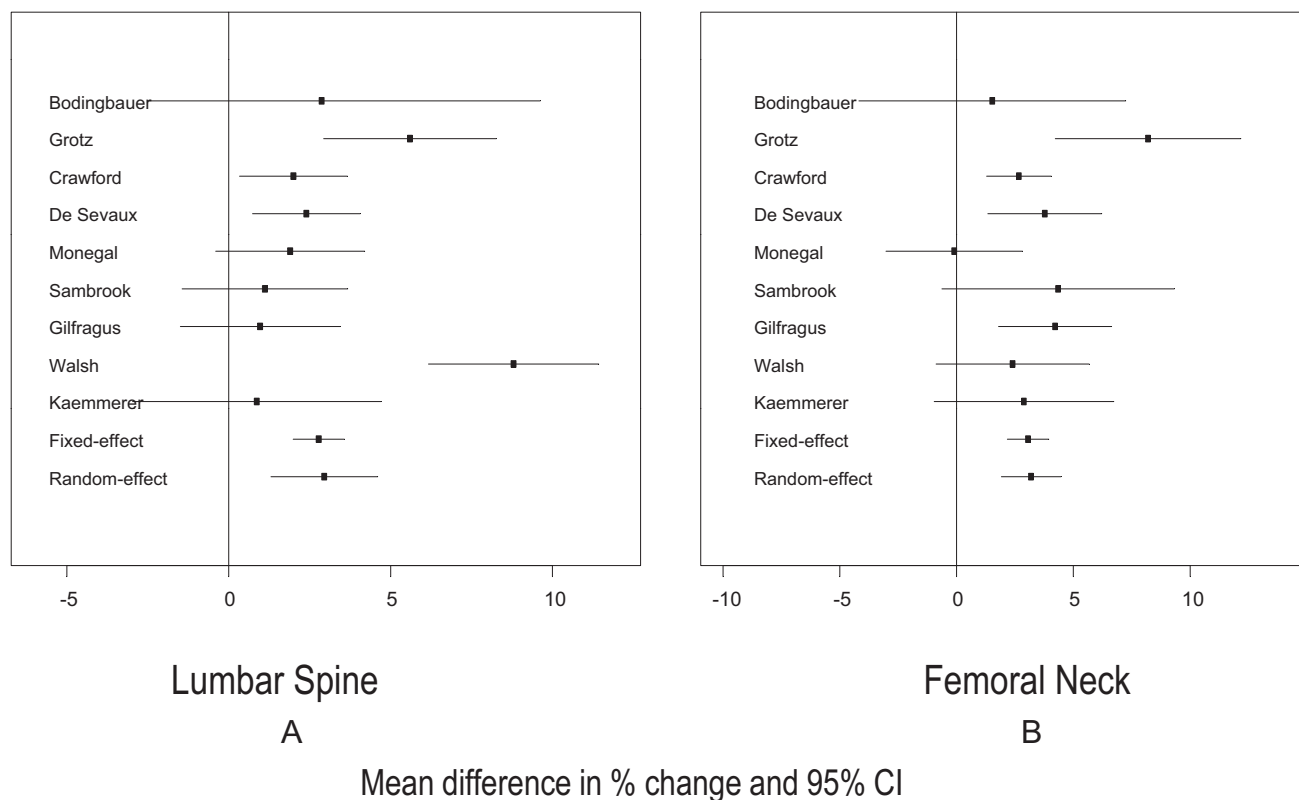 Bodingbauer
Grotz
Crawford
De Sevaux
Monegal
Sambrook
Gilfragus
Walsh
Kaemmerer
Fixed-effect
Random-effect
-5 0 5 10
Lumbar Spine
A
Bodingbauer
Grotz
Crawford
De Sevaux
Monegal
Sambrook
Gilfragus
Walsh
Kaemmerer
Fixed-effect
Random-effect
-10 -5 0 5 10
Femoral Neck
B
Mean difference in % change and 95% CI